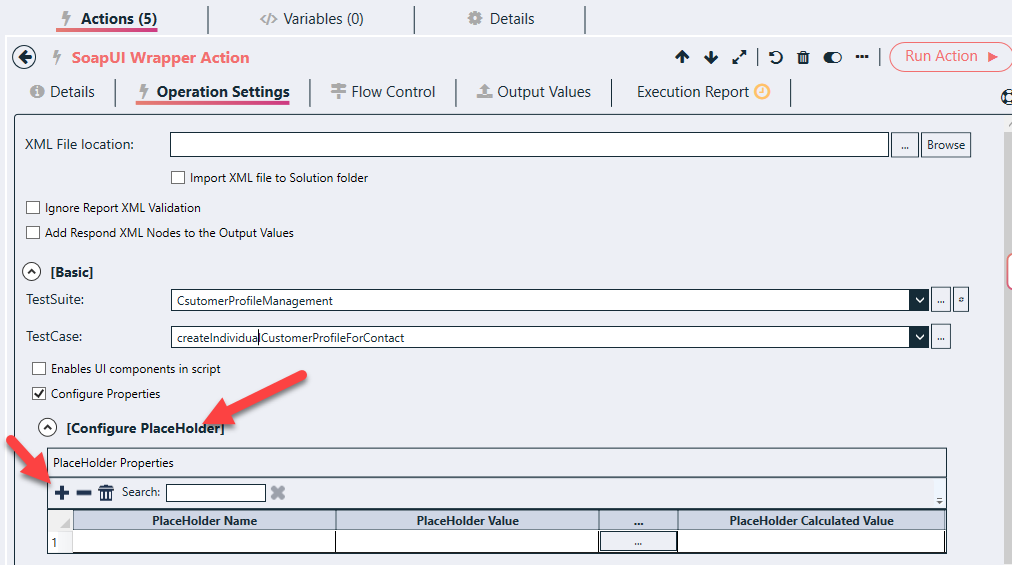 Actions (5)
</> Variables (0)
Details
SoapUI Wrapper Action
Run Action
Details
Operation Settings
Flow Control
Output Values
Execution Report
XML File location:
...
Browse
Import XML file to Solution folder
Ignore Report XML Validation
Add Respond XML Nodes to the Output Values
[Basic]
TestSuite:
CsutomerProfileManagement
...
TestCase:
createIndividualCustomerProfileForContact
...
Enables UI components in script
Configure Properties
[Configure PlaceHolder]
PlaceHolder Properties
Search:
PlaceHolder Name
PlaceHolder Value
...
PlaceHolder Calculated Value
1
...